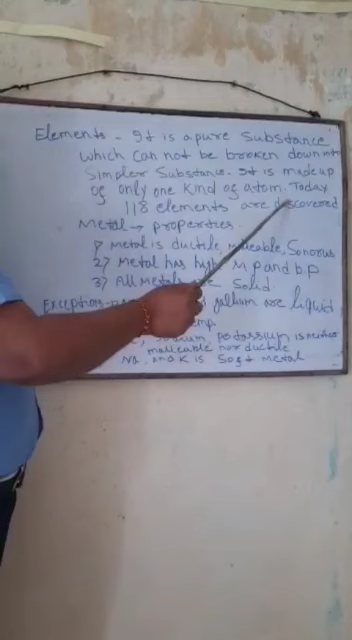 Elements - It is a pure Substance
which can not be broken down into
Simpler Substance. It is made up
of only one kind of atom. Today
118 elements are discovered
Metal → properties -
1) Metal is ductile, Sonorous
2) Metal has high M.P and b.P
3) All Metals are Solid
Exception - gallium are liquid
temp.
Sodium, potassium is neither
malleable nor ductile
Na and K is Soft metal